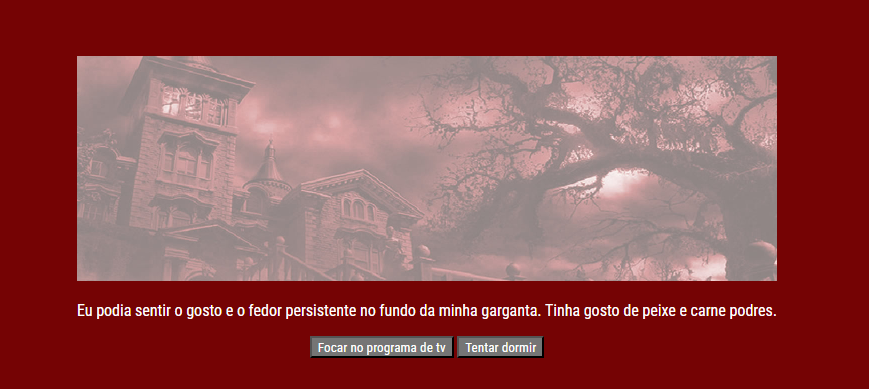 Eu podia sentir o gosto e o fedor persistente no fundo da minha garganta. Tinha gosto de peixe e carne podres.
Focar no programa de tv Tentar dormir